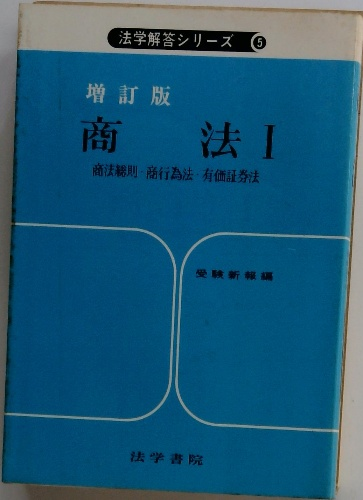 法学解答シリーズ 5
増訂版
商法I
商法総則・商行為法・有価証券法
受験新報編
法学書院